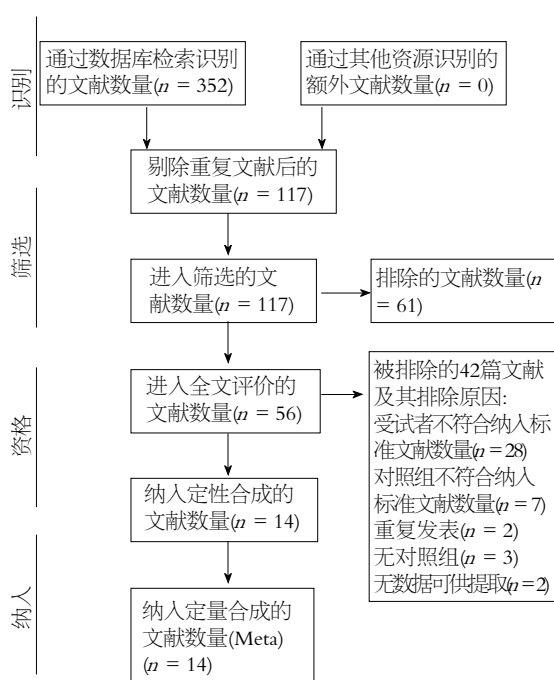 识别
通过数据库检索识别
的文献数量(n = 352)
通过其他资源识别的
额外文献数量(n = 0)
剔除重复文献后的
文献数量(n = 117)
筛选
进入筛选的文
献数量(n = 117)
排除的文献数量(n
= 61)
资格
进入全文评价的
文献数量(n = 56)
被排除的42篇文献
及其排除原因:
受试者不符合纳入标
准文献数量(n=28)
对照组不符合纳入
标准文献数量(n=7)
重复发表(n = 2)
无对照组(n = 3)
无数据可供提取(n=2)
纳入定性合成的
文献数量(n = 14)
纳入
纳入定量合成的
文献数量(Meta)
(n = 14)